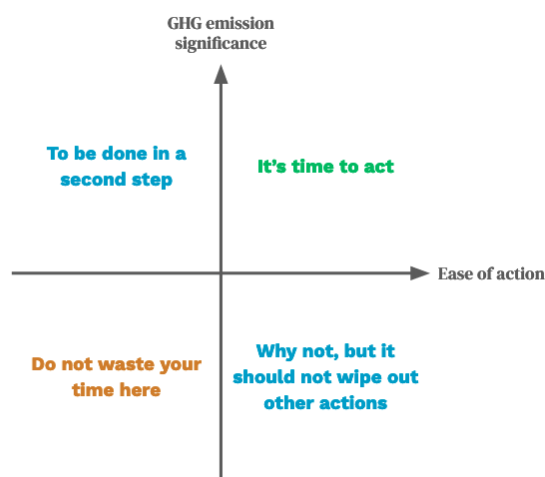 GHG emission
significance
To be done in a
second step
It's time to act
Ease of action
Do not waste your
time here
Why not, but it
should not wipe out
other actions